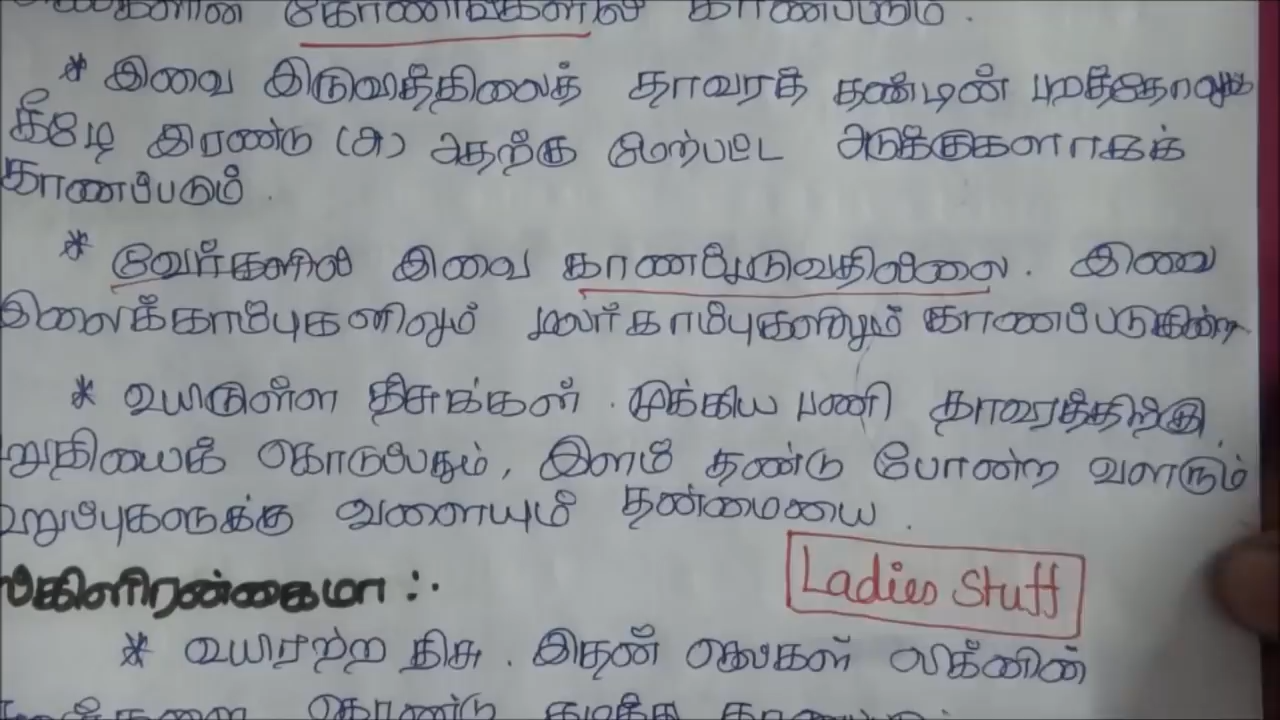 கோணங்களில் காணப்படும் .
* இவை இருவித்திலைத் தாவரத் தண்டின் புறத்தோலுக்கு
கீழே இரண்டு (அ) அதற்கு மேற்பட்ட அடுக்குகளாகக்
காணப்படும் .
* வேர்களில் இவை காணப்படுவதில்லை . இவை
இலைக்காம்புகளிலும் மலர்காம்புகளிலும் காணப்படுகின்ற
* உயிருள்ள திசுக்கள் . முக்கிய பணி தாவரத்திற்கு
றுதியைக் கொடுப்பதும் , இளம் தண்டு போன்ற வளரும்
உறுப்புகளுக்கு வளையும் தன்மையை .
ஸ்கிளிரன்கைமா :-
Ladies Stuff
* உயிரற்ற திசு . இதன் செல்கள் லிக்னின்
கொண்டு தடித்து